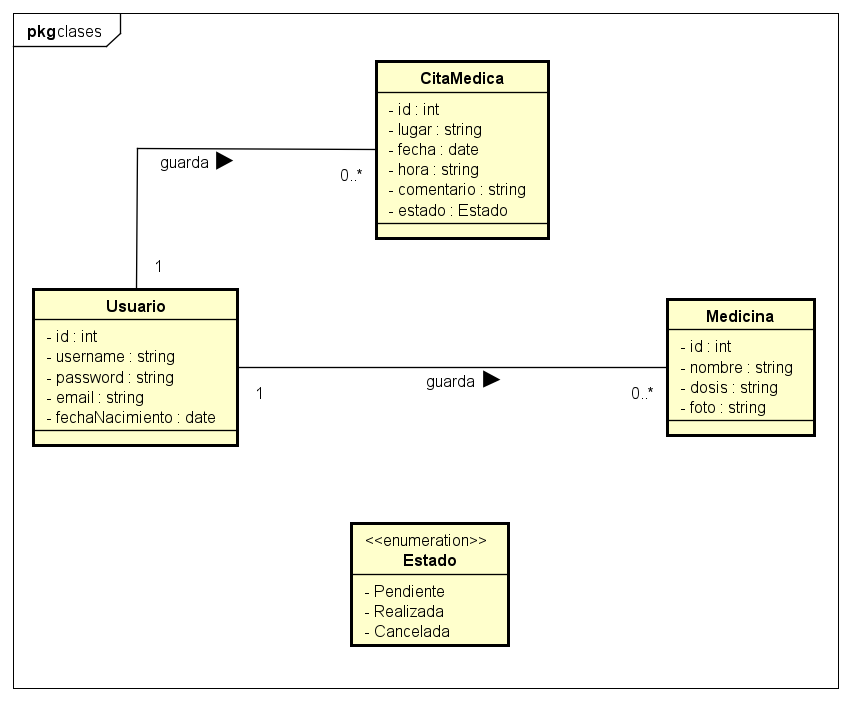 pkg clases
CitaMedica
- id : int
- lugar : string
- fecha : date
- hora : string
- comentario : string
- estado : Estado
guarda
0..*
1
Usuario
- id : int
- username : string
- password : string
- email : string
- fechaNacimiento : date
1
guarda
0..*
Medicina
- id : int
- nombre : string
- dosis : string
- foto : string
<<enumeration>>
Estado
- Pendiente
- Realizada
- Cancelada